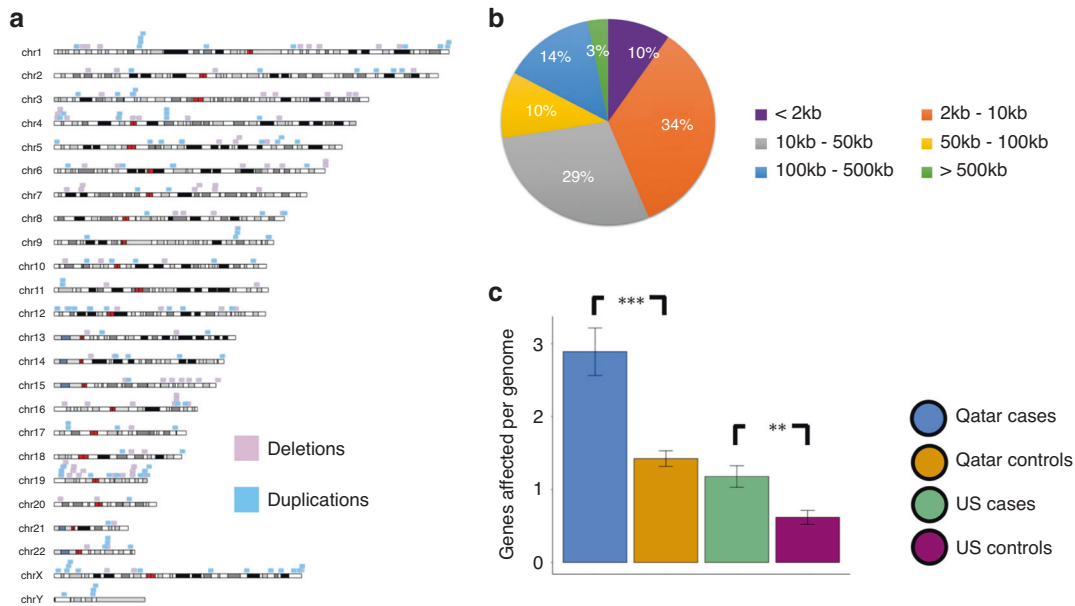 a
chr1
chr2
chr3
chr4
chr5
chr6
chr7
chr8
chr9
chr10
chr11
chr12
chr13
chr14
chr15
chr16
chr17
chr18
chr19
chr20
chr21
chr22
chrX
chrY
Deletions
Duplications
b
10%
34%
29%
10%
14%
3%
< 2kb
2kb - 10kb
10kb - 50kb
50kb - 100kb
100kb - 500kb
> 500kb
c
Genes affected per genome
3
2
1
0
***
**
Qatar cases
Qatar controls
US cases
US controls